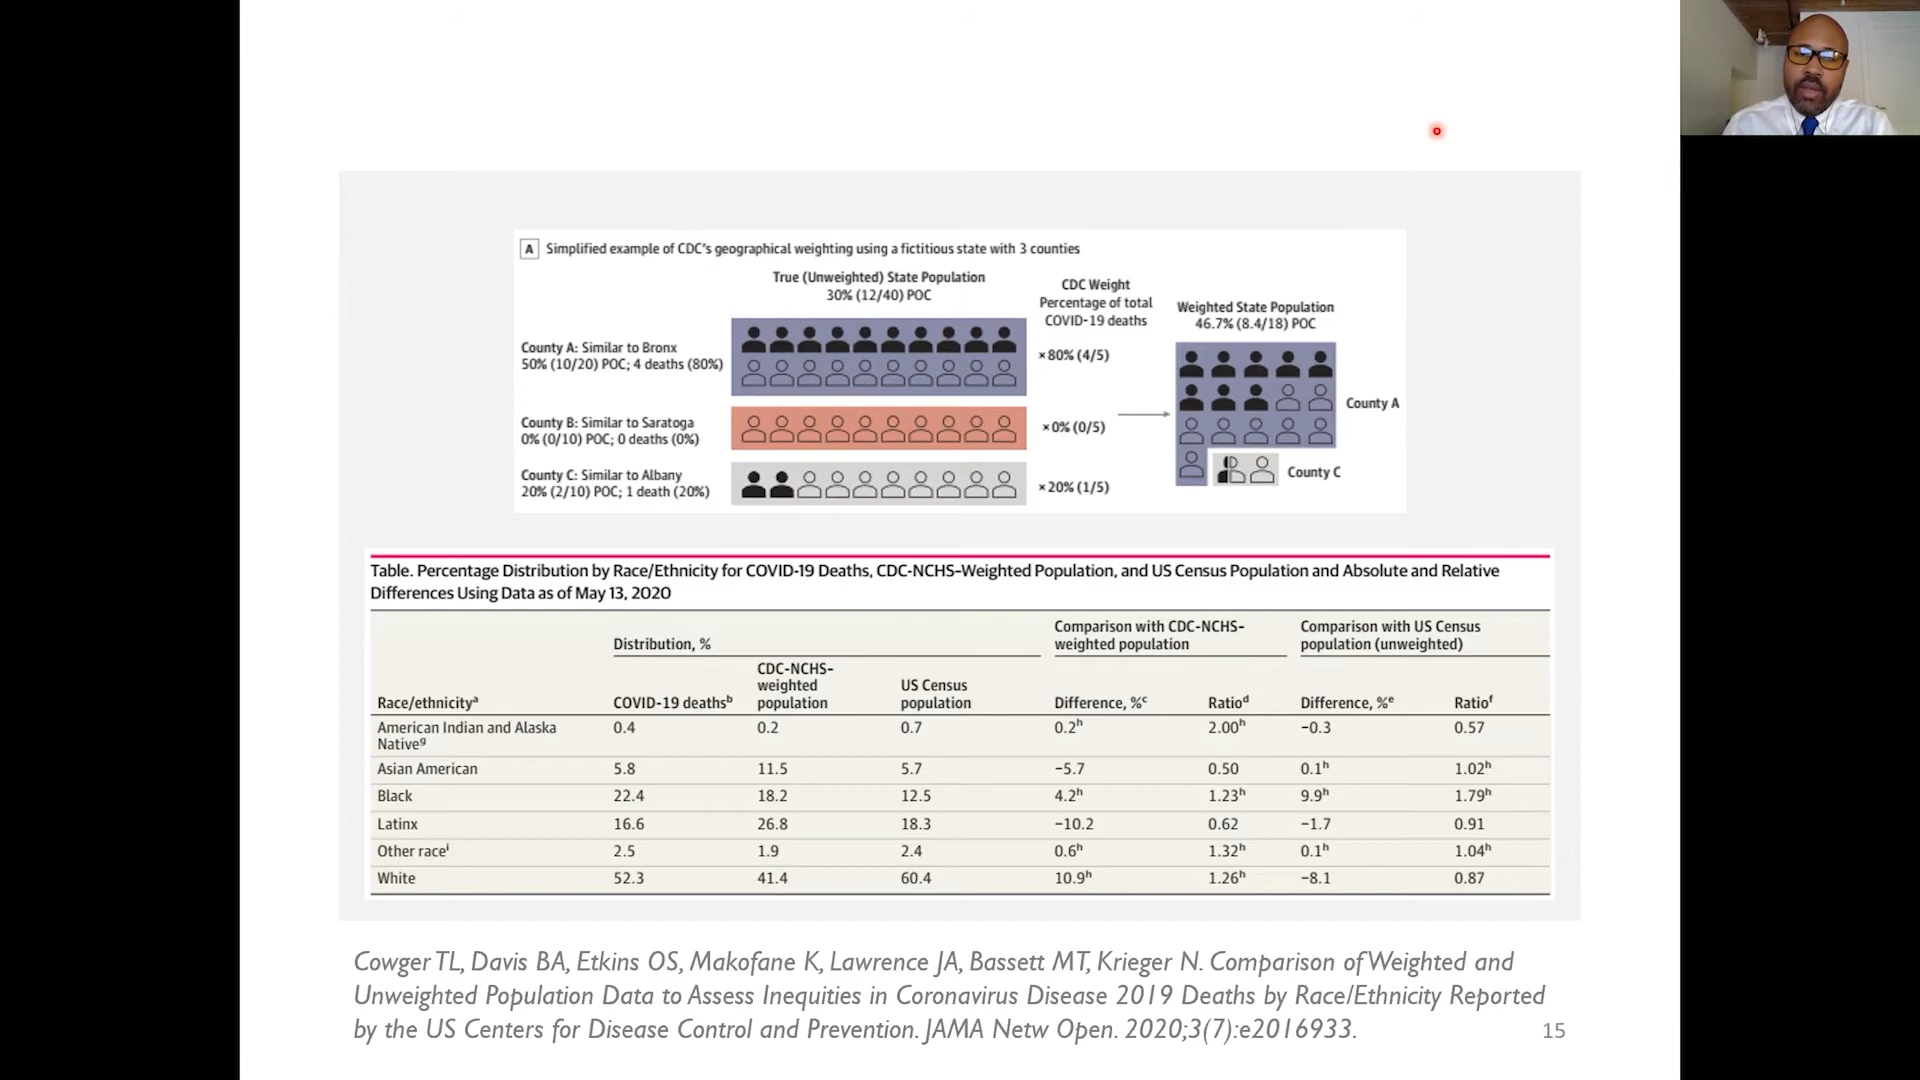 A Simplified example of CDC's geographical weighting using a fictitious state with 3 counties
True (Unweighted) State Population
30% (12/40) POC
CDC Weight
Percentage of total
COVID-19 deaths
Weighted State Population
46.7% (8.4/18) POC
County A: Similar to Bronx
50% (10/20) POC; 4 deaths (80%)
×80% (4/5)
County B: Similar to Saratoga
0% (0/10) POC; 0 deaths (0%)
×0% (0/5)
County C: Similar to Albany
20% (2/10) POC; 1 death (20%)
×20% (1/5)
County A
County C
Table. Percentage Distribution by Race/Ethnicity for COVID-19 Deaths, CDC-NCHS–Weighted Population, and US Census Population and Absolute and Relative
Differences Using Data as of May 13, 2020
Distribution, %
Comparison with CDC-NCHS-
weighted population
Comparison with US Census
population (unweighted)
Race/ethnicityᵃ
COVID-19 deathsᵇ
CDC-NCHS-
weighted
population
US Census
population
Difference, %ᶜ
Ratioᵈ
Difference, %ᵉ
Ratioᶠ
American Indian and Alaska
Nativeᵍ
0.4 0.2 0.7 0.2ʰ 2.00ʰ −0.3 0.57
Asian American 5.8 11.5 5.7 −5.7 0.50 0.1ʰ 1.02ʰ
Black 22.4 18.2 12.5 4.2ʰ 1.23ʰ 9.9ʰ 1.79ʰ
Latinx 16.6 26.8 18.3 −10.2 0.62 −1.7 0.91
Other raceⁱ 2.5 1.9 2.4 0.6ʰ 1.32ʰ 0.1ʰ 1.04ʰ
White 52.3 41.4 60.4 10.9ʰ 1.26ʰ −8.1 0.87
Cowger TL, Davis BA, Etkins OS, Makofane K, Lawrence JA, Bassett MT, Krieger N. Comparison of Weighted and
Unweighted Population Data to Assess Inequities in Coronavirus Disease 2019 Deaths by Race/Ethnicity Reported
by the US Centers for Disease Control and Prevention. JAMA Netw Open. 2020;3(7):e2016933.
15